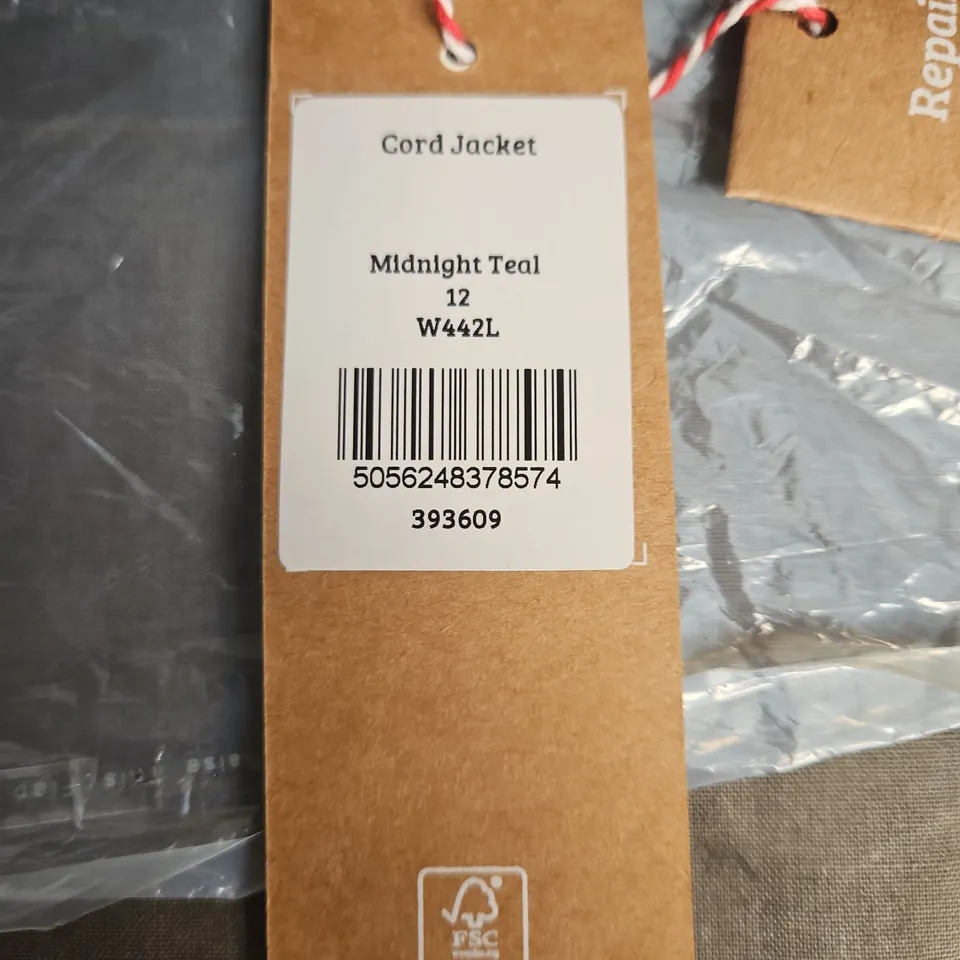 Repai
Cord Jacket
Midnight Teal
12
W442L
5056248378574
393609
FSC